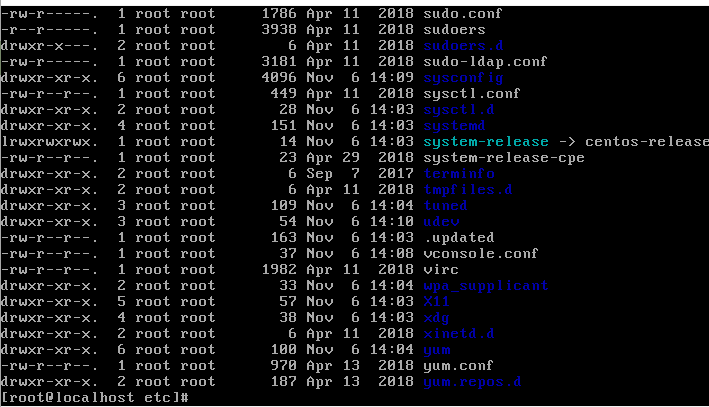 -rw-r-----.  1 root root     1786 Apr 11  2018 sudo.conf
-r--r-----.  1 root root     3938 Apr 11  2018 sudoers
drwxr-x---.  2 root root        6 Apr 11  2018 sudoers.d
-rw-r-----.  1 root root     3181 Apr 11  2018 sudo-ldap.conf
drwxr-xr-x.  6 root root     4096 Nov  6 14:09 sysconfig
-rw-r--r--.  1 root root      449 Apr 11  2018 sysctl.conf
drwxr-xr-x.  2 root root       28 Nov  6 14:03 sysctl.d
drwxr-xr-x.  4 root root      151 Nov  6 14:03 systemd
lrwxrwxrwx.  1 root root       14 Nov  6 14:03 system-release -> centos-release
-rw-r--r--.  1 root root       23 Apr 29  2018 system-release-cpe
drwxr-xr-x.  2 root root        6 Sep  7  2017 terminfo
drwxr-xr-x.  2 root root        6 Apr 11  2018 tmpfiles.d
drwxr-xr-x.  3 root root      109 Nov  6 14:04 tuned
drwxr-xr-x.  3 root root       54 Nov  6 14:10 udev
-rw-r--r--.  1 root root      163 Nov  6 14:03 .updated
-rw-r--r--.  1 root root       37 Nov  6 14:08 vconsole.conf
-rw-r--r--.  1 root root     1982 Apr 11  2018 virc
drwxr-xr-x.  2 root root       33 Nov  6 14:04 wpa_supplicant
drwxr-xr-x.  5 root root       57 Nov  6 14:03 X11
drwxr-xr-x.  4 root root       38 Nov  6 14:03 xdg
drwxr-xr-x.  2 root root        6 Apr 11  2018 xinetd.d
drwxr-xr-x.  6 root root      100 Nov  6 14:04 yum
-rw-r--r--.  1 root root      970 Apr 13  2018 yum.conf
drwxr-xr-x.  2 root root      187 Apr 13  2018 yum.repos.d
[root@localhost etc]#